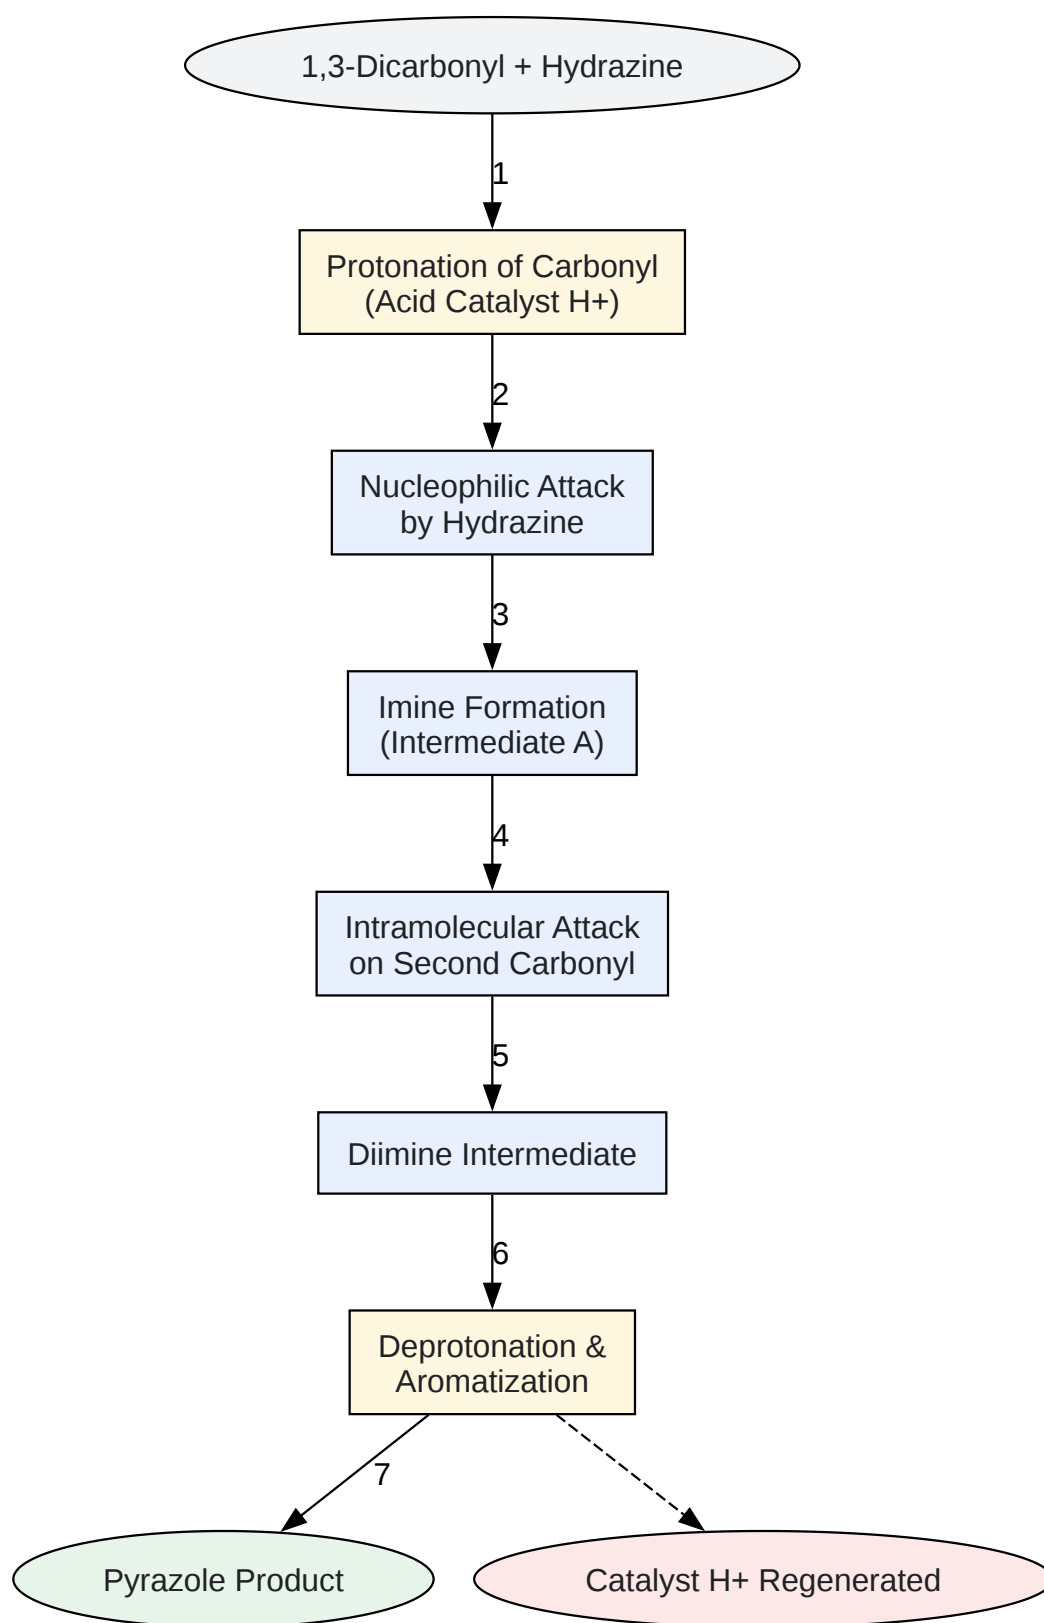 1,3-Dicarbonyl + Hydrazine
1
Protonation of Carbonyl
(Acid Catalyst H+)
2
Nucleophilic Attack
by Hydrazine
3
Imine Formation
(Intermediate A)
4
Intramolecular Attack
on Second Carbonyl
5
Diimine Intermediate
6
Deprotonation &
Aromatization
7
Pyrazole Product
Catalyst H+ Regenerated